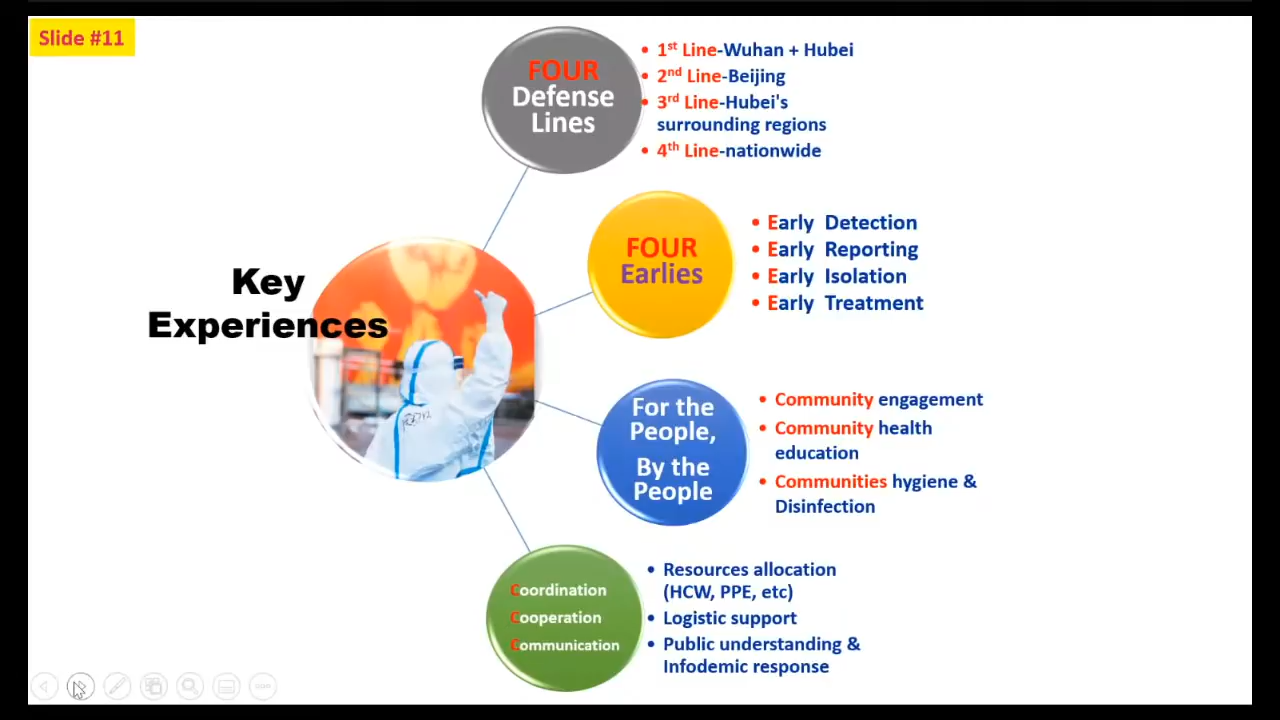 Slide #11
FOUR
Defense
Lines
• 1st Line-Wuhan + Hubei
• 2nd Line-Beijing
• 3rd Line-Hubei's
surrounding regions
• 4th Line-nationwide
Key
Experiences
FOUR
Earlies
• Early Detection
• Early Reporting
• Early Isolation
• Early Treatment
For the
People,
By the
People
• Community engagement
• Community health
education
• Communities hygiene &
Disinfection
Coordination
Cooperation
Communication
• Resources allocation
(HCW, PPE, etc)
• Logistic support
• Public understanding &
Infodemic response